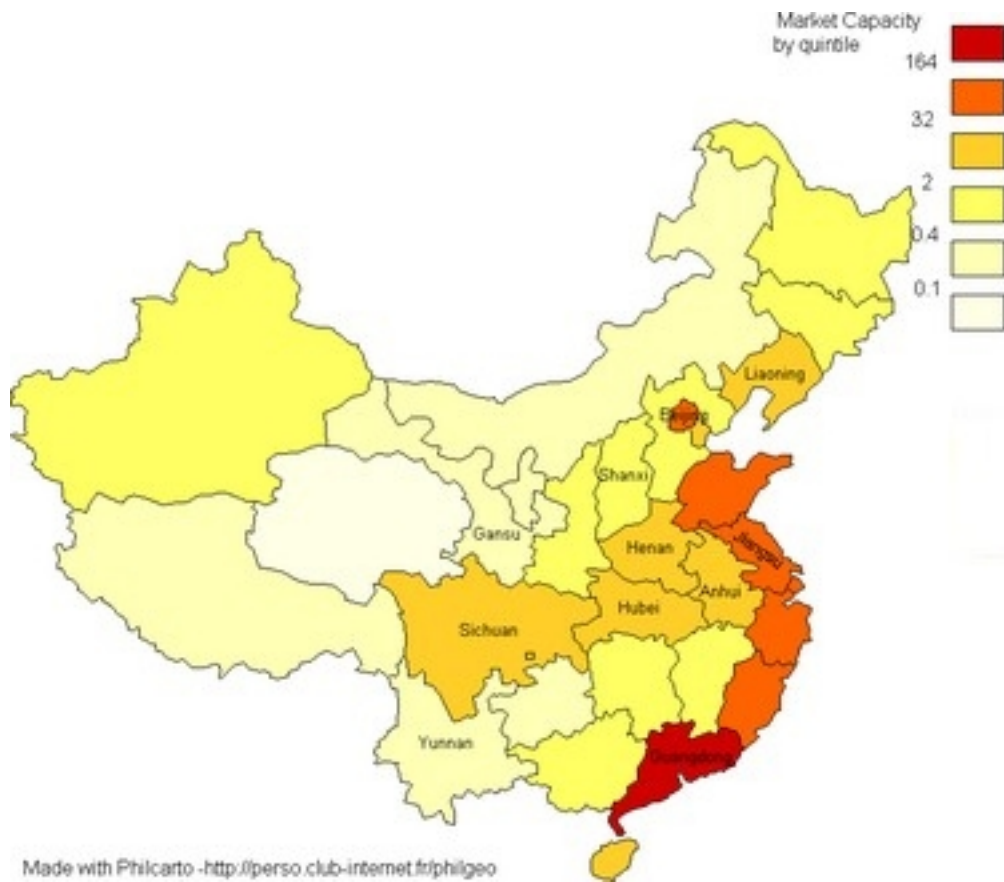 Market Capacity
by quintile
164
32
2
0.4
0.1
Liaoning
Beijing
Shanxi
Gansu
Henan
Jiangsu
Anhui
Hubei
Sichuan
Yunnan
Guangdong
Made with Philcarto -http://perso.club-internet.fr/philgeo